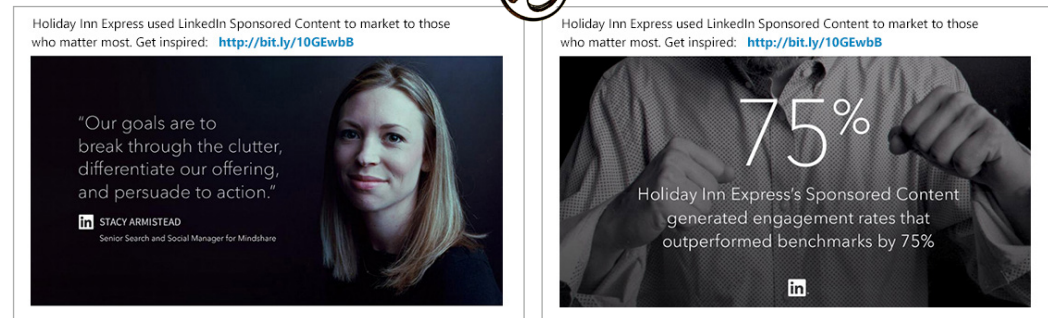 Holiday Inn Express used LinkedIn Sponsored Content to market to those
who matter most. Get inspired: http://bit.ly/10GEwbB
“Our goals are to
break through the clutter,
differentiate our offering,
and persuade to action.”
in STACY ARMISTEAD
Senior Search and Social Manager for Mindshare
Holiday Inn Express used LinkedIn Sponsored Content to market to those
who matter most. Get inspired: http://bit.ly/10GEwbB
75%
Holiday Inn Express's Sponsored Content
generated engagement rates that
outperformed benchmarks by 75%
in